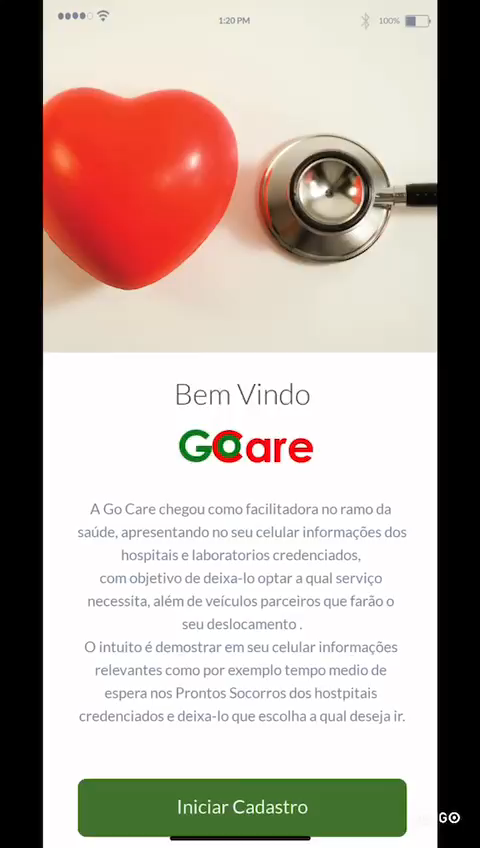 1:20 PM
100%
Bem Vindo
GOCare
A Go Care chegou como facilitadora no ramo da
saúde, apresentando no seu celular informações dos
hospitais e laboratorios credenciados,
com objetivo de deixa-lo optar a qual serviço
necessita, além de veículos parceiros que farão o
seu deslocamento .
O intuito é demostrar em seu celular informações
relevantes como por exemplo tempo medio de
espera nos Prontos Socorros dos hostpitais
credenciados e deixa-lo que escolha a qual deseja ir.
Iniciar Cadastro
GO